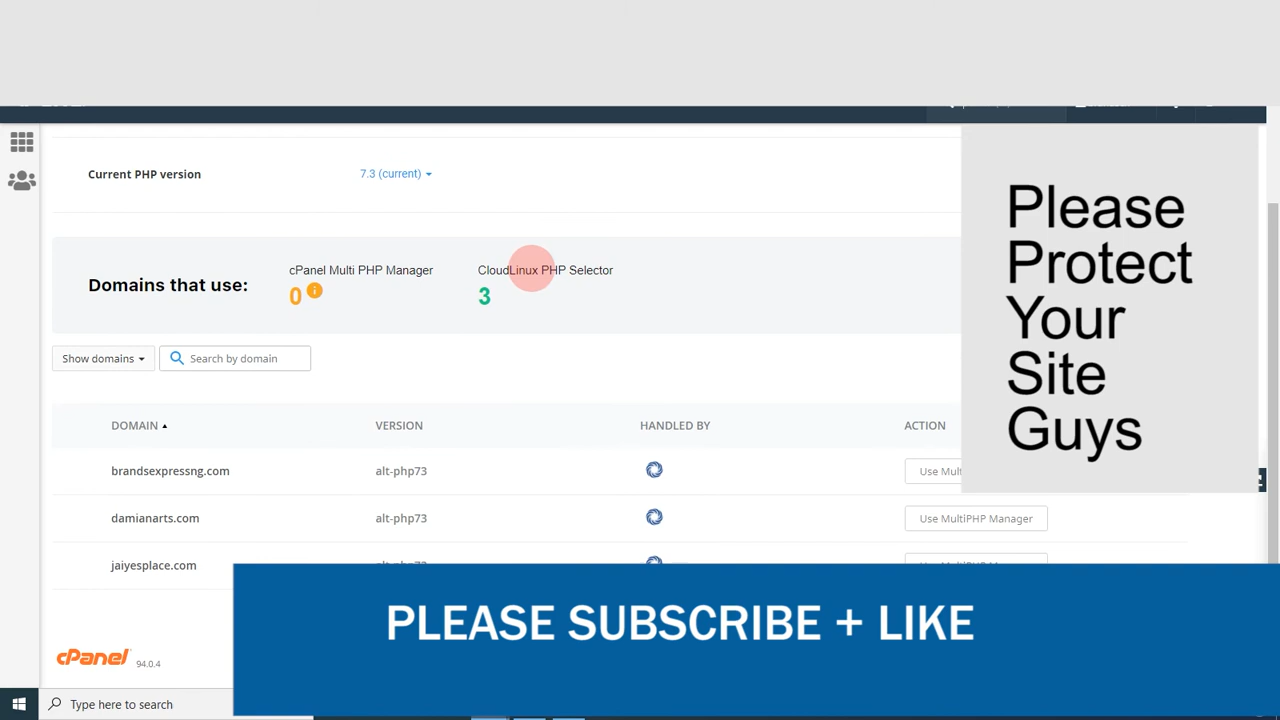 Current PHP version
7.3 (current)
Domains that use:
cPanel Multi PHP Manager
0
CloudLinux PHP Selector
3
Show domains
Search by domain
DOMAIN
VERSION
HANDLED BY
ACTION
brandsexpressng.com
alt-php73
Use
damianarts.com
alt-php73
Use MultiPHP Manager
jaiyesplace.com
cPanel
94.0.4
Type here to search
Please
Protect
Your
Site
Guys
PLEASE SUBSCRIBE + LIKE